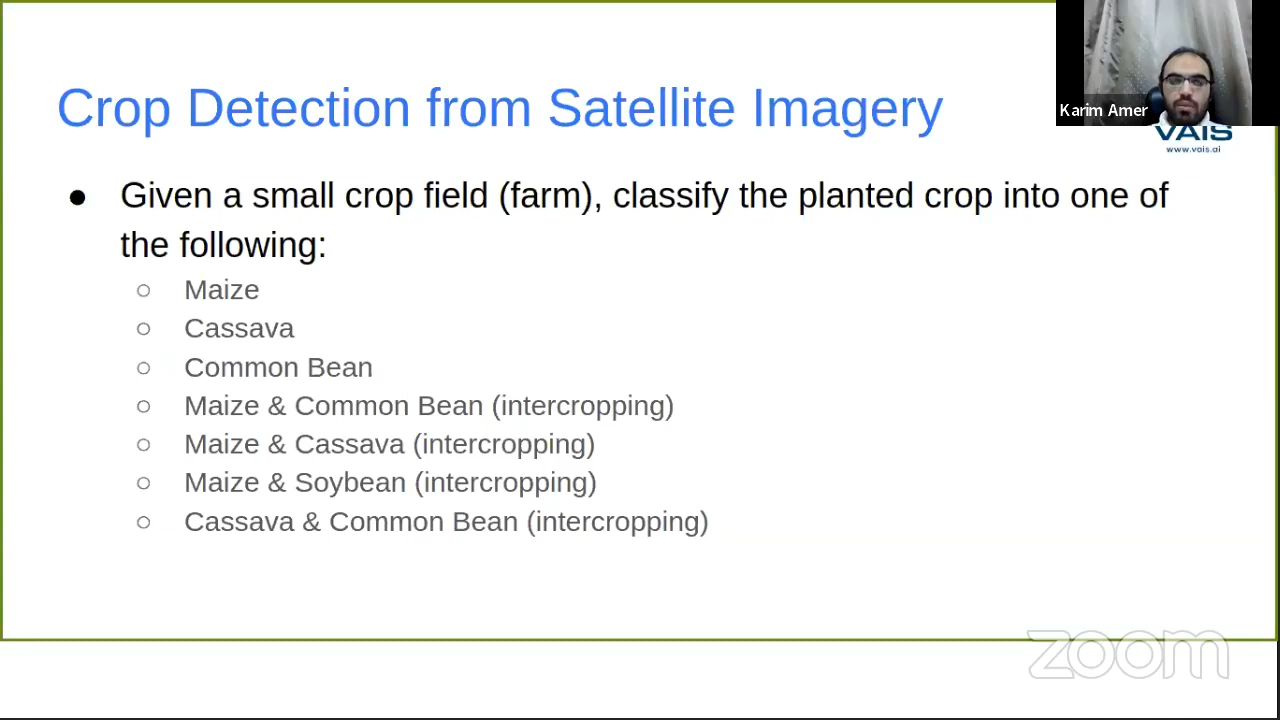 Crop Detection from Satellite Imagery
Karim Amer
VAIS
www.vais.ai
● Given a small crop field (farm), classify the planted crop into one of
the following:
○ Maize
○ Cassava
○ Common Bean
○ Maize & Common Bean (intercropping)
○ Maize & Cassava (intercropping)
○ Maize & Soybean (intercropping)
○ Cassava & Common Bean (intercropping)
zoom